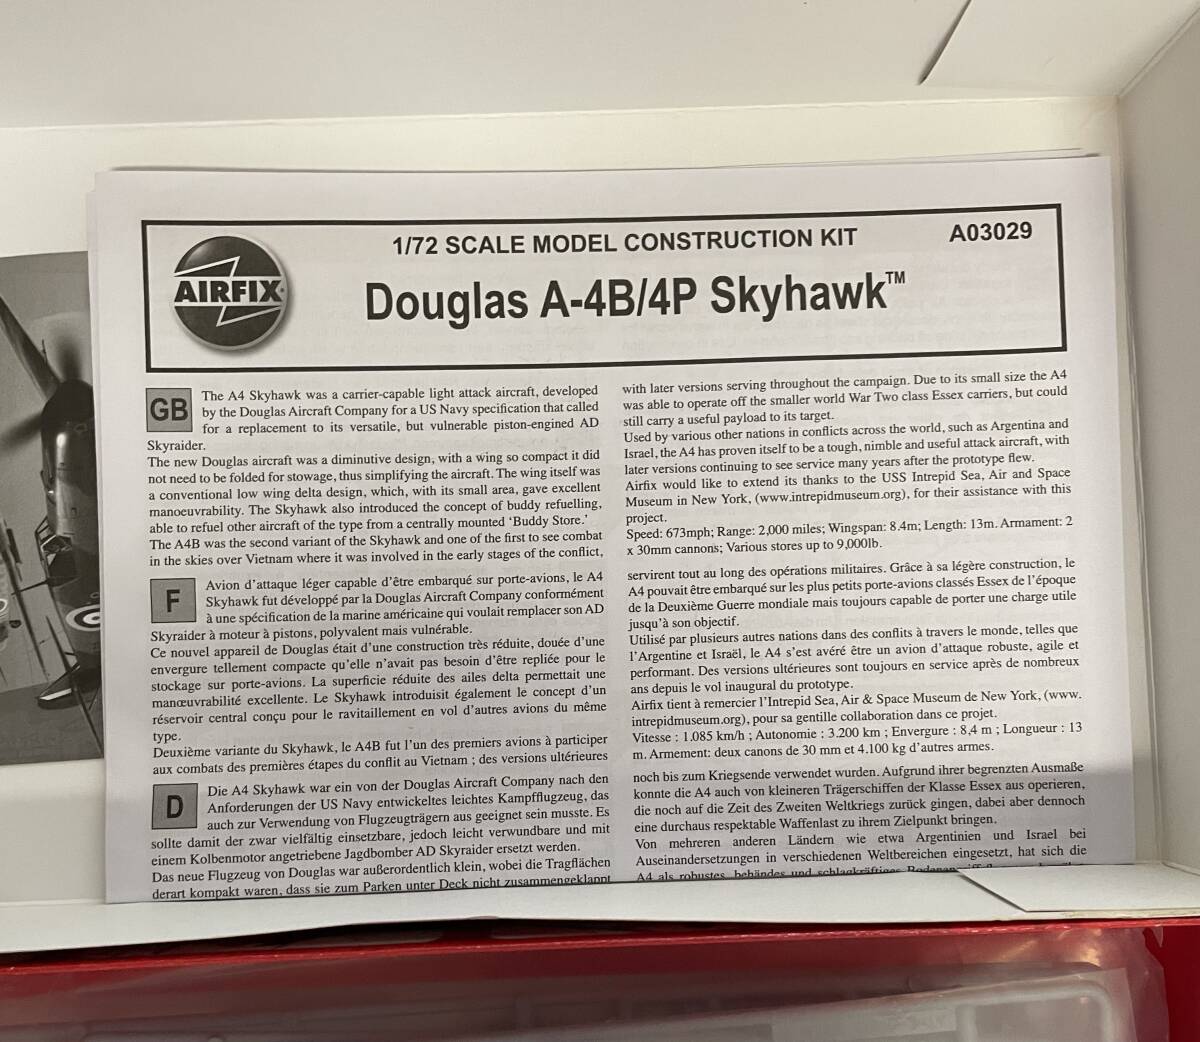 AIRFIX
1/72 SCALE MODEL CONSTRUCTION KIT
A03029
Douglas A-4B/4P Skyhawk™
GB
The A4 Skyhawk was a carrier-capable light attack aircraft, developed
by the Douglas Aircraft Company for a US Navy specification that called
for a replacement to its versatile, but vulnerable piston-engined AD
Skyraider.
The new Douglas aircraft was a diminutive design, with a wing so compact it did
not need to be folded for stowage, thus simplifying the aircraft. The wing itself was
a conventional low wing delta design, which, with its small area, gave excellent
manoeuvrability. The Skyhawk also introduced the concept of buddy refuelling,
able to refuel other aircraft of the type from a centrally mounted ‘Buddy Store.’
The A4B was the second variant of the Skyhawk and one of the first to see combat
in the skies over Vietnam where it was involved in the early stages of the conflict,
with later versions serving throughout the campaign. Due to its small size the A4
was able to operate off the smaller world War Two class Essex carriers, but could
still carry a useful payload to its target.
Used by various other nations in conflicts across the world, such as Argentina and
Israel, the A4 has proven itself to be a tough, nimble and useful attack aircraft, with
later versions continuing to see service many years after the prototype flew.
Airfix would like to extend its thanks to the USS Intrepid Sea, Air and Space
Museum in New York, (www.intrepidmuseum.org), for their assistance with this
project.
Speed: 673mph; Range: 2,000 miles; Wingspan: 8.4m; Length: 13m. Armament: 2
x 30mm cannons; Various stores up to 9,000lb.
F
Avion d’attaque léger capable d’être embarqué sur porte-avions, le A4
Skyhawk fut développé par la Douglas Aircraft Company conformément
à une spécification de la marine américaine qui voulait remplacer son AD
Skyraider à moteur à pistons, polyvalent mais vulnérable.
Ce nouvel appareil de Douglas était d’une construction très réduite, douée d’une
envergure tellement compacte qu’elle n’avait pas besoin d’être repliée pour le
stockage sur porte-avions. La superficie réduite des ailes delta permettait une
manœuvrabilité excellente. Le Skyhawk introduisit également le concept d’un
réservoir central conçu pour le ravitaillement en vol d’autres avions du même
type.
Deuxième variante du Skyhawk, le A4B fut l’un des premiers avions à participer
aux combats des premières étapes du conflit au Vietnam ; des versions ultérieures
servirent tout au long des opérations militaires. Grâce à sa légère construction, le
A4 pouvait être embarqué sur les plus petits porte-avions classés Essex de l’époque
de la Deuxième Guerre mondiale mais toujours capable de porter une charge utile
jusqu’à son objectif.
Utilisé par plusieurs autres nations dans des conflits à travers le monde, telles que
l’Argentine et Israël, le A4 s’est avéré être un avion d’attaque robuste, agile et
performant. Des versions ultérieures sont toujours en service après de nombreux
ans depuis le vol inaugural du prototype.
Airfix tient à remercier l’Intrepid Sea, Air & Space Museum de New York, (www.
intrepidmuseum.org), pour sa gentille collaboration dans ce projet.
Vitesse : 1.085 km/h ; Autonomie : 3.200 km ; Envergure : 8,4 m ; Longueur : 13
m. Armement: deux canons de 30 mm et 4.100 kg d’autres armes.
D
Die A4 Skyhawk war ein von der Douglas Aircraft Company nach den
Anforderungen der US Navy entwickeltes leichtes Kampfflugzeug, das
auch zur Verwendung von Flugzeugträgern aus geeignet sein musste. Es
sollte damit der zwar vielfältig einsetzbare, jedoch leicht verwundbare und mit
einem Kolbenmotor angetriebene Jagdbomber AD Skyraider ersetzt werden.
Das neue Flugzeug von Douglas war außerordentlich klein, wobei die Tragflächen
derart kompakt waren, dass sie zum Parken unter Deck nicht zusammengeklappt
noch bis zum Kriegsende verwendet wurden. Aufgrund ihrer begrenzten Ausmaße
konnte die A4 auch von kleineren Trägerschiffen der Klasse Essex aus operieren,
die noch auf die Zeit des Zweiten Weltkriegs zurück gingen, dabei aber dennoch
eine durchaus respektable Waffenlast zu ihrem Zielpunkt bringen.
Von mehreren anderen Ländern wie etwa Argentinien und Israel bei
Auseinandersetzungen in verschiedenen Weltbereichen eingesetzt, hat sich die
A4 als robustes, behändes und schlagkräftiges